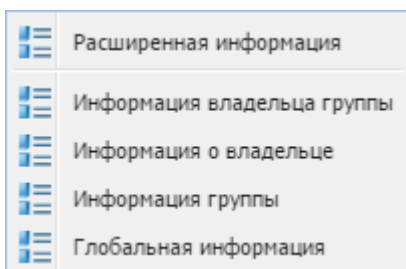 Расширенная информация
Информация владельца группы
Информация о владельце
Информация группы
Глобальная информация